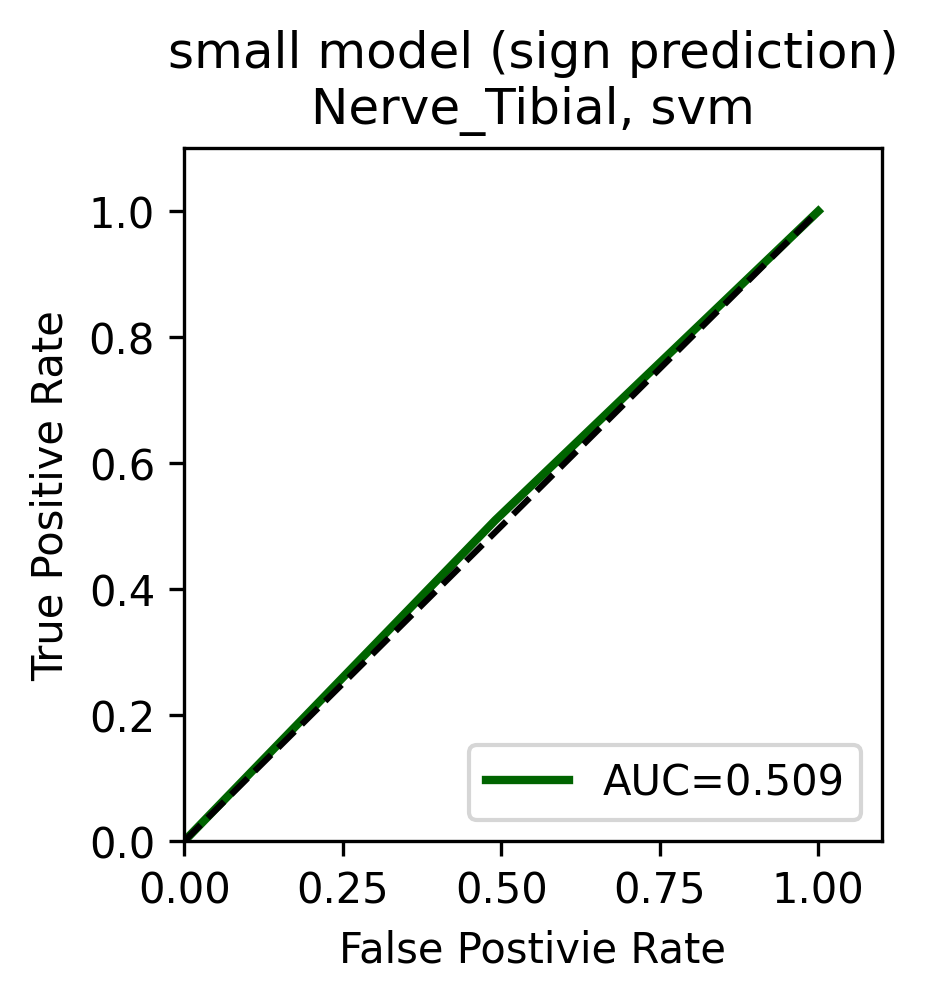 small model (sign prediction)
Nerve_Tibial, svm
True Positive Rate
1.0
0.8
0.6
0.4
0.2
0.0
AUC=0.509
0.00 0.25 0.50 0.75 1.00
False Postivie Rate